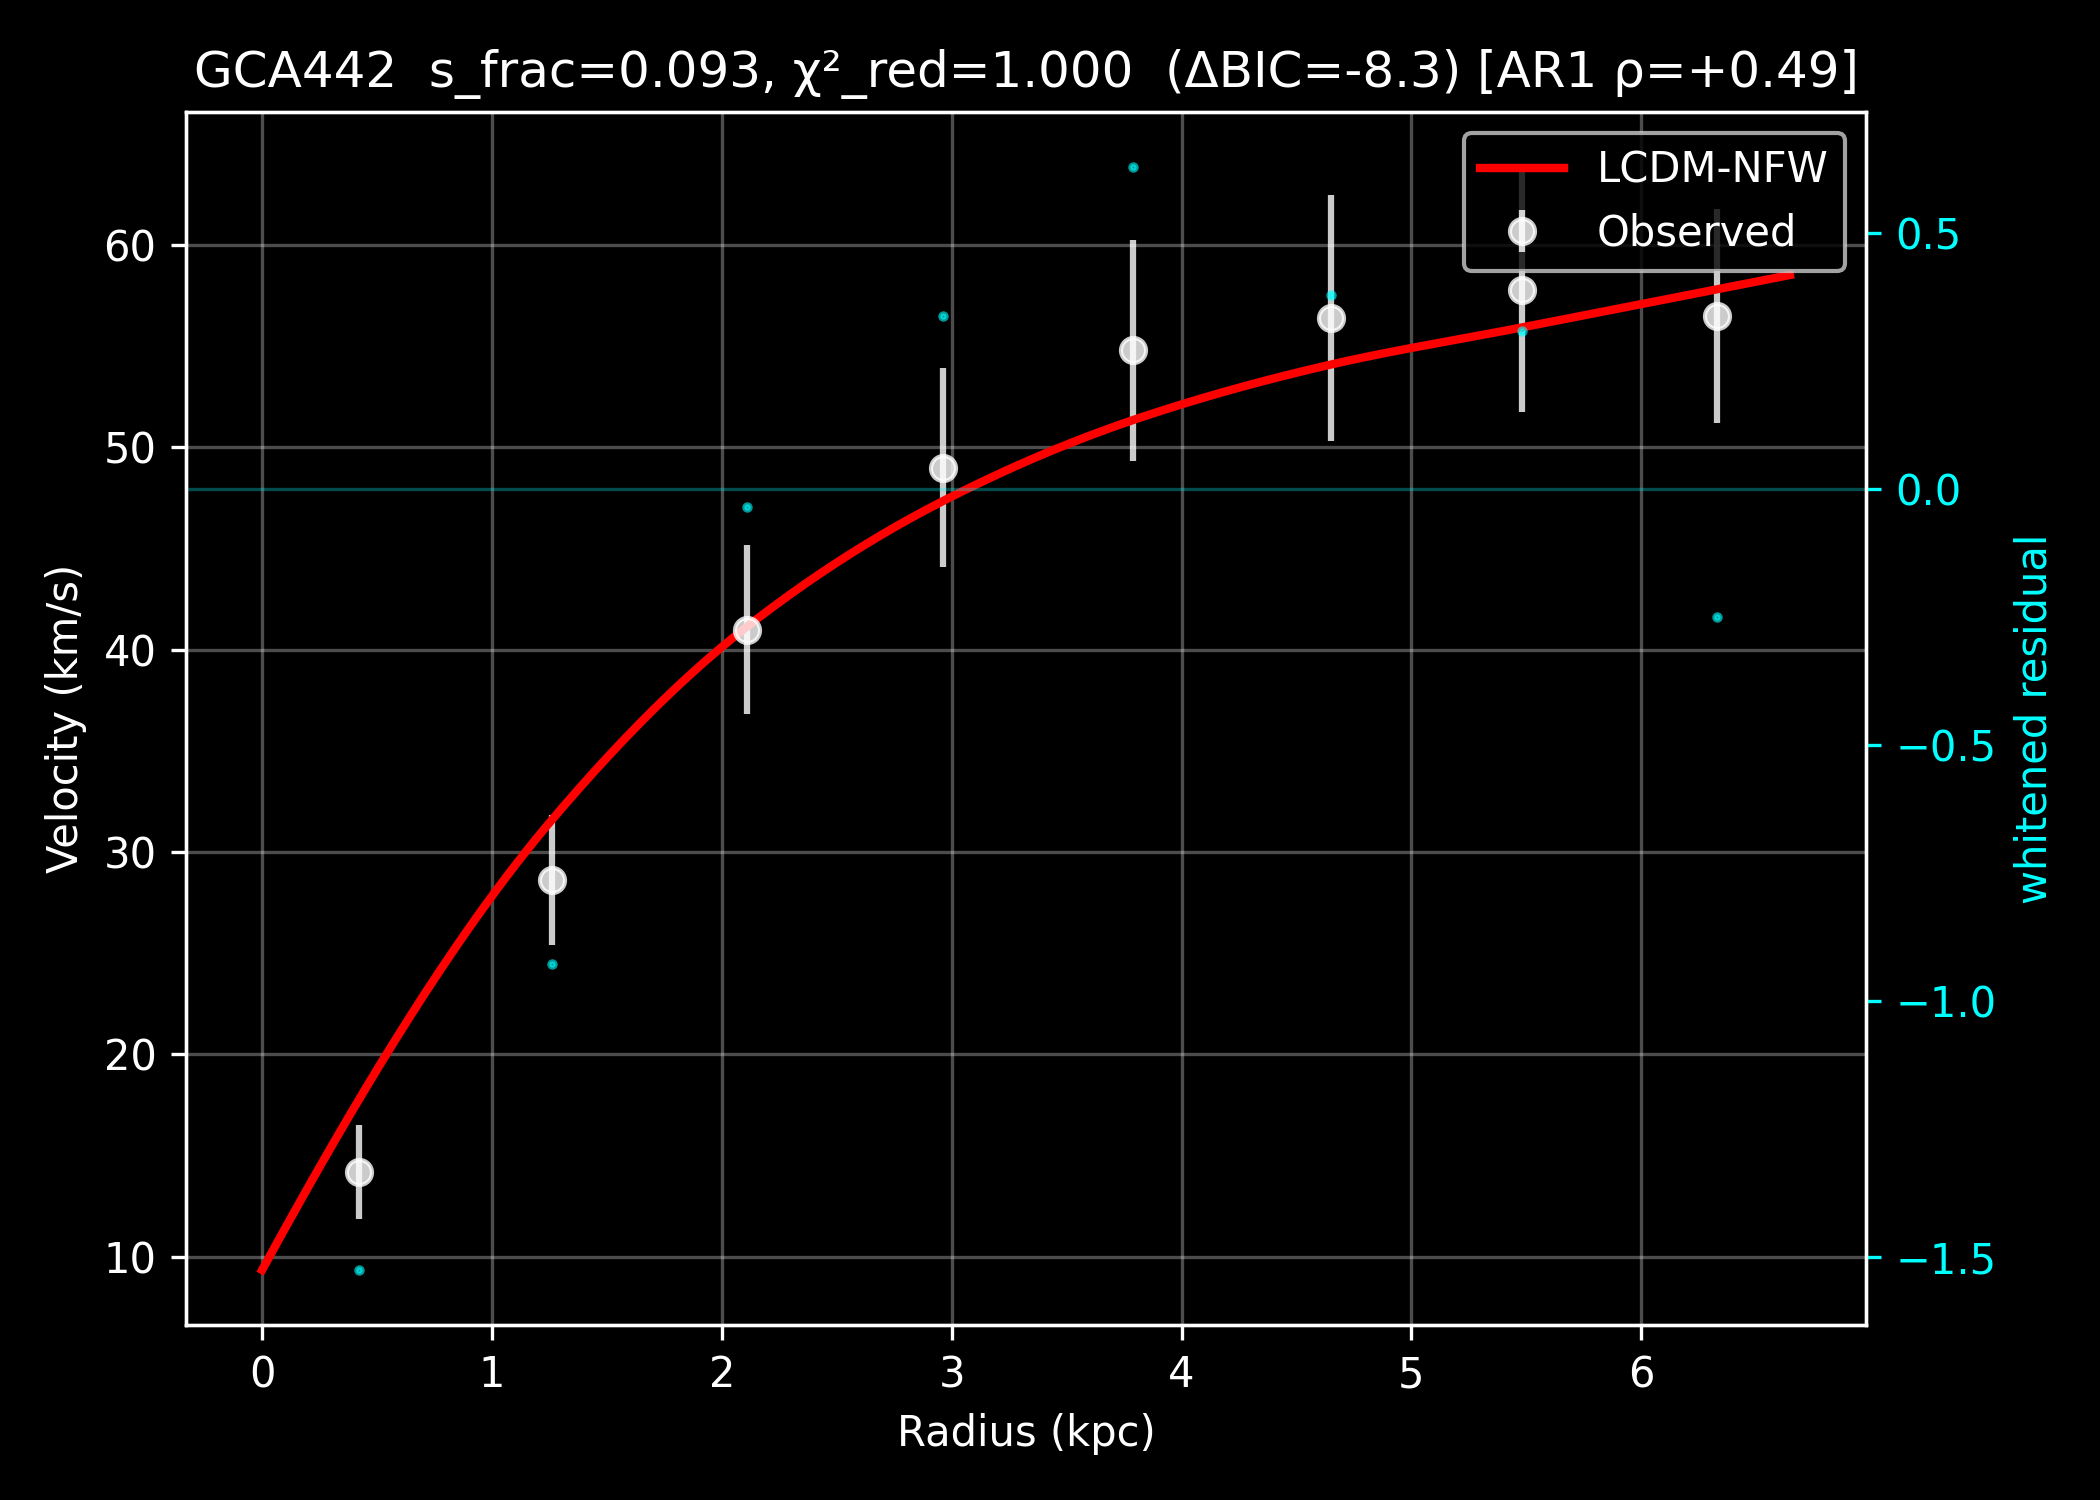 GCA442 s_frac=0.093, χ²_red=1.000 (ΔBIC=-8.3) [AR1 ρ=+0.49]
LCDM-NFW
Observed
60
50
40
30
20
10
Velocity (km/s)
0.5
0.0
−0.5
−1.0
−1.5
whitened residual
0 1 2 3 4 5 6
Radius (kpc)